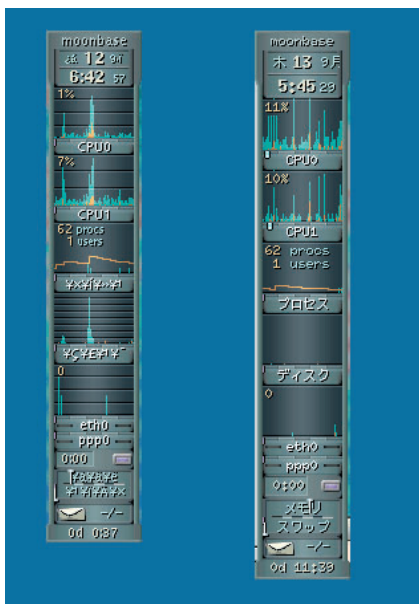 moonbase
12
6:42 57
1%
CPU0
7%
CPU1
62 procs
1 users
0
eth0
ppp0
0:00
-/-
0d 0:37
moonbase
木 13 9月
5:45 29
11%
CPU0
10%
CPU1
62 procs
1 users
プロセス
ディスク
0
eth0
ppp0
0:00
メモリ
スワップ
-/-
0d 11:39